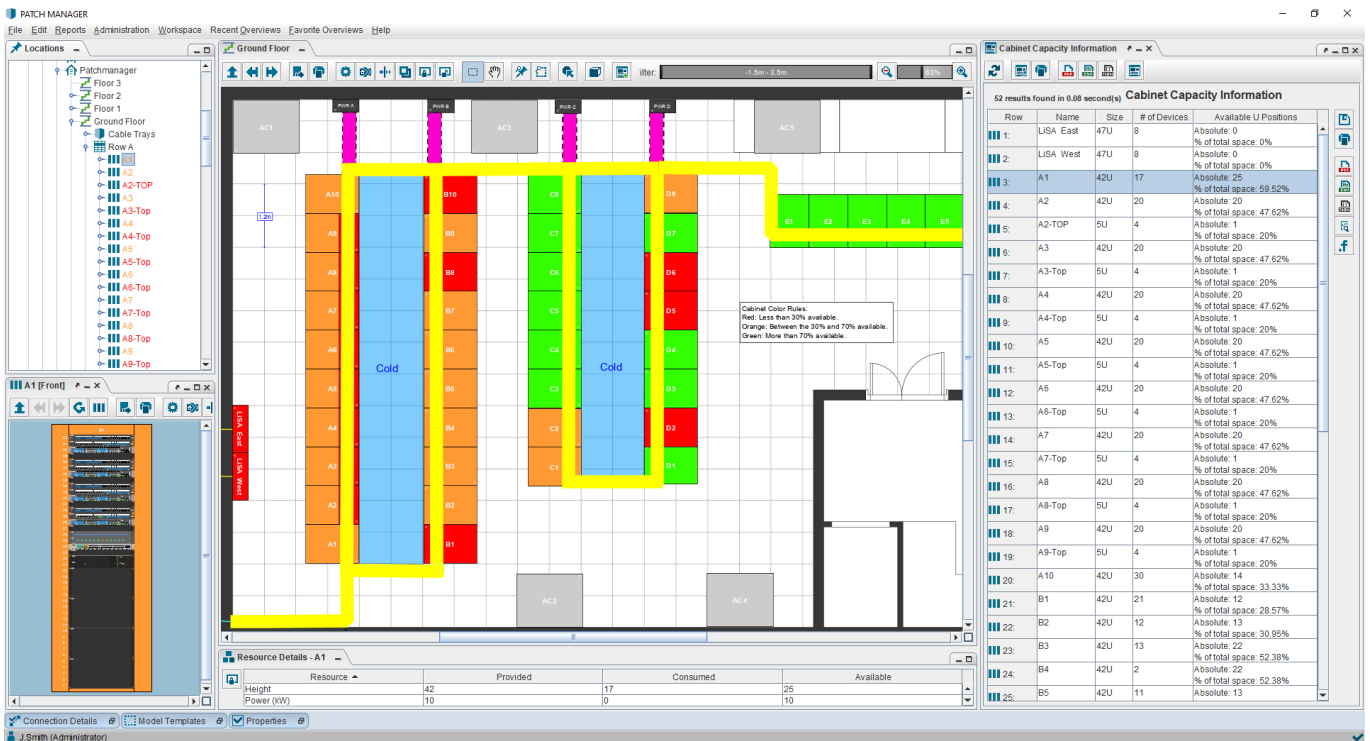 PATCH MANAGER
File Edit Reports Administration Workspace Recent Overviews Favorite Overviews Help
Locations
Patchmanager
Floor 3
Floor 2
Floor 1
Ground Floor
Cable Trays
Row A
A1
A2
A2-TOP
A3
A3-Top
A4
A4-Top
A5
A5-Top
A6
A6-Top
A7
A7-Top
A8
A8-Top
A9
A9-Top
A1 [Front]
A1
Ground Floor
ilter: -1.5m - 3.5m 63%
PWR A PWR B PWR C PWR D
AC1 AC3 AC5
1.2m
A10 B10 C8 D8
E1 E2 E3 E4 E5
A9 B9 C7 D7
A8 B8 C6 D6
A7 B7 C5 D5
Cabinet Color Rules:
Red: Less than 30% available.
Orange: Between the 30% and 70% available.
Green: More than 70% available.
A6 B6 C4 D4
Cold Cold
A5 B5 C3 D3
A4 B4 C2 D2
LiSA East
A3 B3 C1 D1
LiSA West
A2 B2
A1 B1
AC2 AC4
Resource Details - A1
Resource Provided Consumed Available
Height 42 17 25
Power (kW) 10 0 10
Cabinet Capacity Information
52 results found in 0.08 second(s) Cabinet Capacity Information
Row Name Size # of Devices Available U Positions
1: LiSA East 47U 8 Absolute: 0
% of total space: 0%
2: LiSA West 47U 8 Absolute: 0
% of total space: 0%
3: A1 42U 17 Absolute: 25
% of total space: 59.52%
4: A2 42U 20 Absolute: 20
% of total space: 47.62%
5: A2-TOP 5U 4 Absolute: 1
% of total space: 20%
6: A3 42U 20 Absolute: 20
% of total space: 47.62%
7: A3-Top 5U 4 Absolute: 1
% of total space: 20%
8: A4 42U 20 Absolute: 20
% of total space: 47.62%
9: A4-Top 5U 4 Absolute: 1
% of total space: 20%
10: A5 42U 20 Absolute: 20
% of total space: 47.62%
11: A5-Top 5U 4 Absolute: 1
% of total space: 20%
12: A6 42U 20 Absolute: 20
% of total space: 47.62%
13: A6-Top 5U 4 Absolute: 1
% of total space: 20%
14: A7 42U 20 Absolute: 20
% of total space: 47.62%
15: A7-Top 5U 4 Absolute: 1
% of total space: 20%
16: A8 42U 20 Absolute: 20
% of total space: 47.62%
17: A8-Top 5U 4 Absolute: 1
% of total space: 20%
18: A9 42U 20 Absolute: 20
% of total space: 47.62%
19: A9-Top 5U 4 Absolute: 1
% of total space: 20%
20: A10 42U 30 Absolute: 14
% of total space: 33.33%
21: B1 42U 21 Absolute: 12
% of total space: 28.57%
22: B2 42U 12 Absolute: 13
% of total space: 30.95%
23: B3 42U 13 Absolute: 22
% of total space: 52.38%
24: B4 42U 2 Absolute: 22
% of total space: 52.38%
25: B5 42U 11 Absolute: 13
Connection Details Model Templates Properties
J.Smith (Administrator)